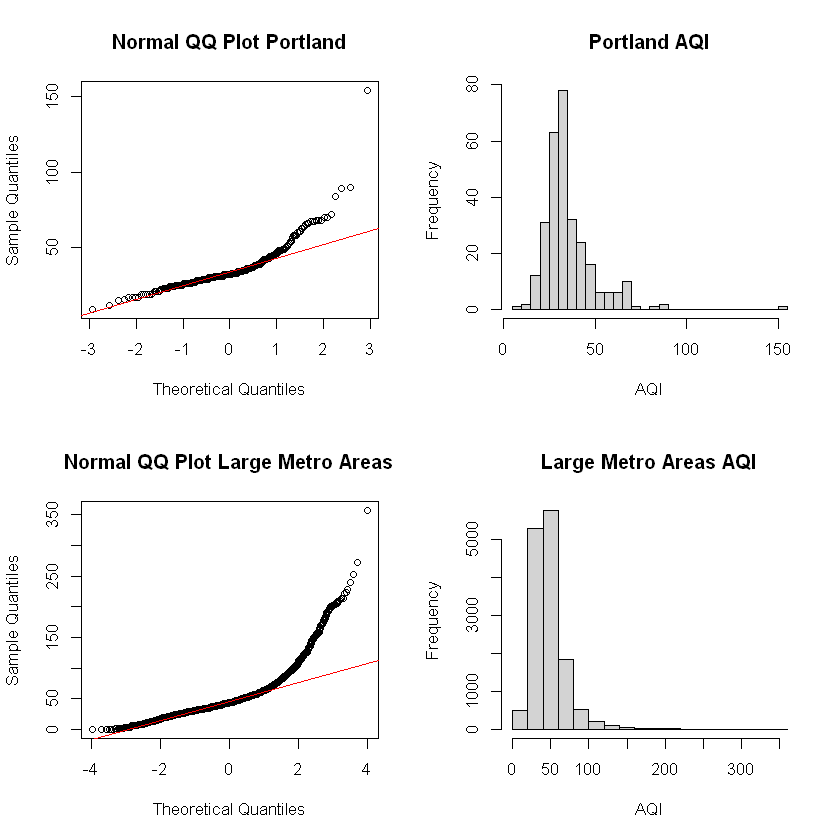 Normal QQ Plot Portland
Sample Quantiles
150
100
50
-3 -2 -1 0 1 2 3
Theoretical Quantiles
Portland AQI
Frequency
80
60
40
20
0
0 50 100 150
AQI
Normal QQ Plot Large Metro Areas
Sample Quantiles
350
250
150
50
0
-4 -2 0 2 4
Theoretical Quantiles
Large Metro Areas AQI
Frequency
5000
3000
1000
0
0 50 100 200 300
AQI